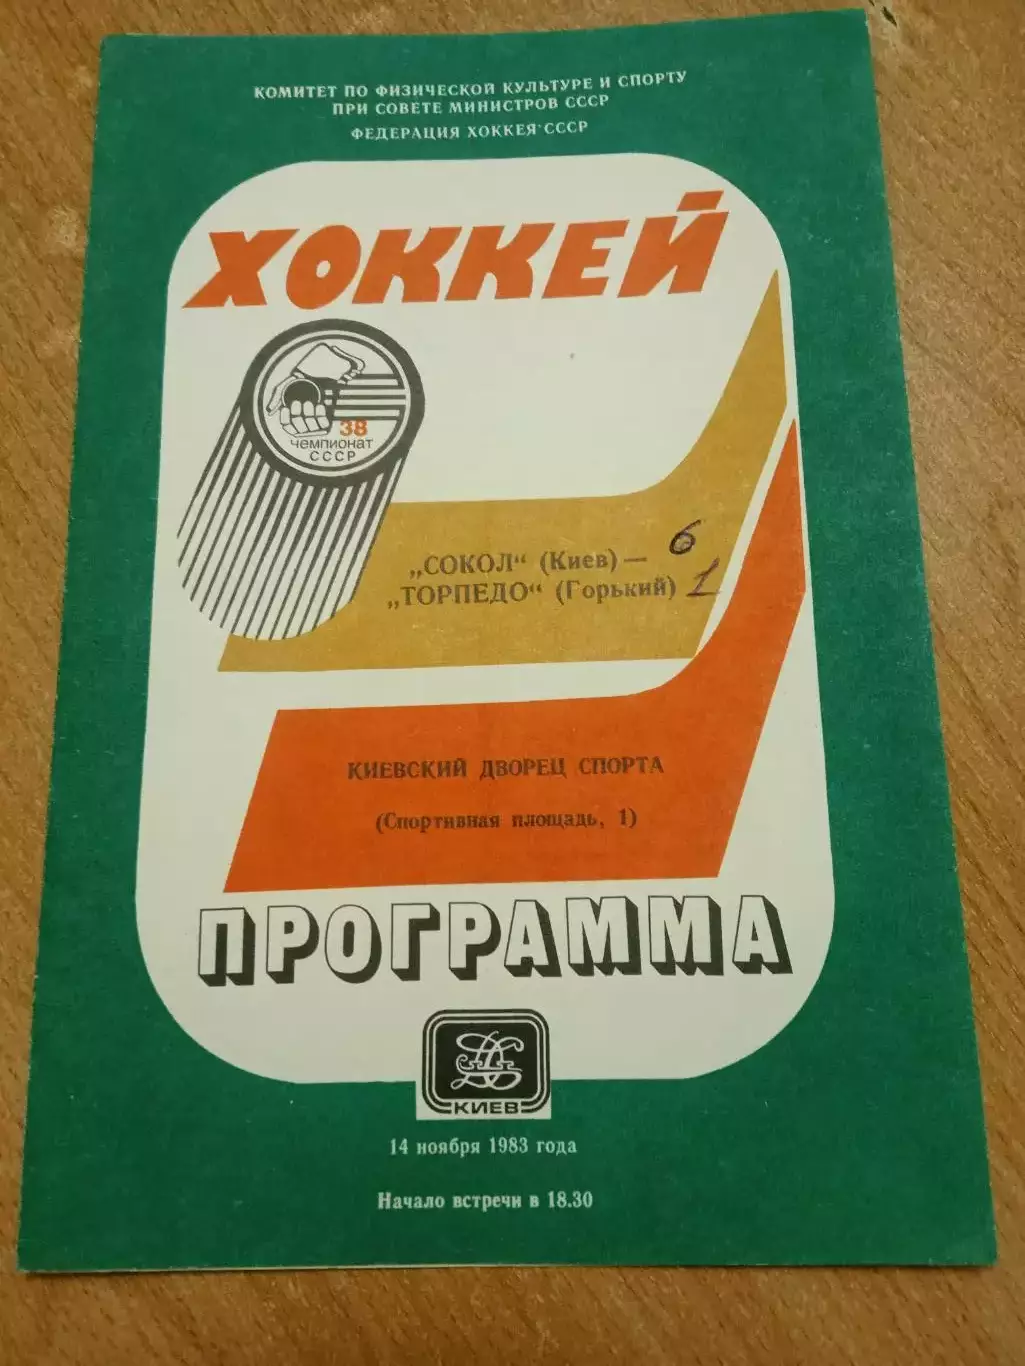 КОМИТЕТ ПО ФИЗИЧЕСКОЙ КУЛЬТУРЕ И СПОРТУ
ПРИ СОВЕТЕ МИНИСТРОВ СССР
ФЕДЕРАЦИЯ ХОККЕЯ СССР
ХОККЕЙ
38
ЧЕМПИОНАТ
СССР
„СОКОЛ“ (Киев) — 6
„ТОРПЕДО“ (Горький) 1
КИЕВСКИЙ ДВОРЕЦ СПОРТА
(Спортивная площадь, 1)
ПРОГРАММА
КИЕВ
14 ноября 1983 года
Начало встречи в 18.30